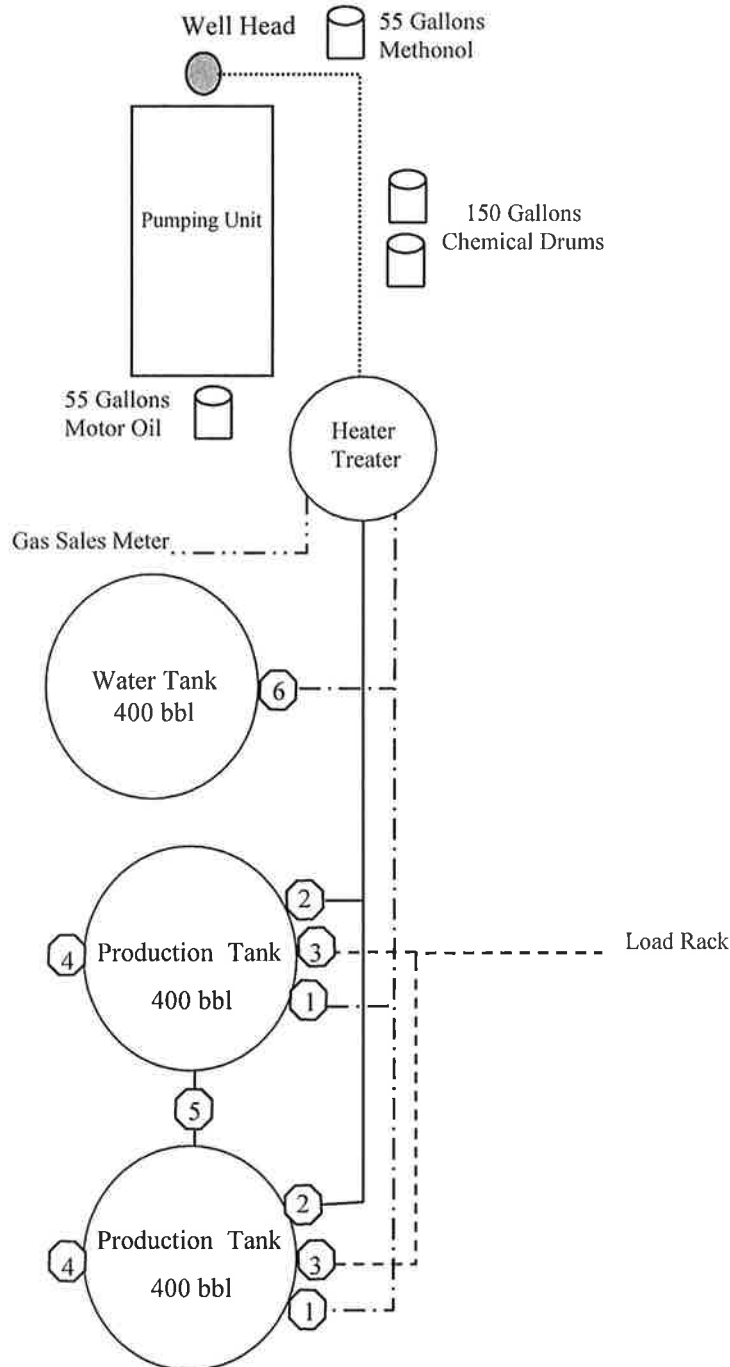 Well Head
55 Gallons
Methonol
Pumping Unit
150 Gallons
Chemical Drums
55 Gallons
Motor Oil
Heater
Treater
Gas Sales Meter
Water Tank
400 bbl
6
2
4
Production Tank
3
Load Rack
400 bbl
1
5
2
4
Production Tank
3
400 bbl
1